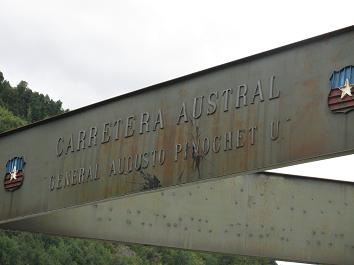 CARRETERA AUSTRAL
"GENERAL AUGUSTO PINOCHET U."